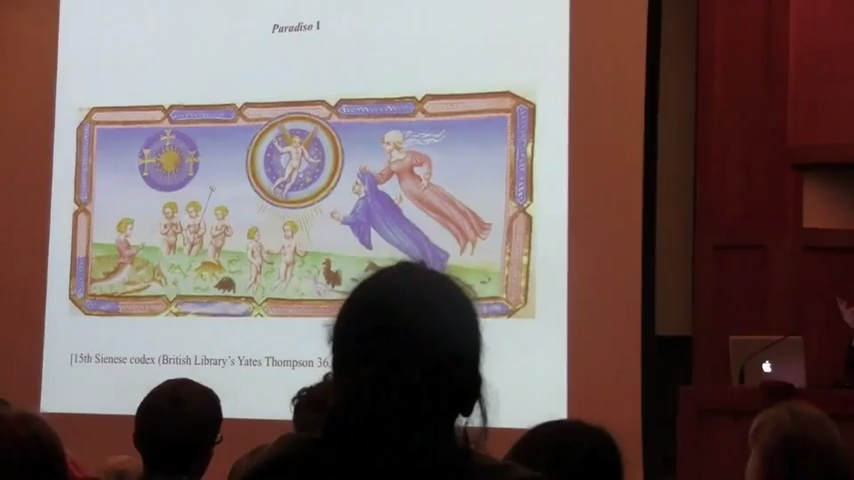 Paradiso I
[15th Sienese codex (British Library's Yates Thompson 36,